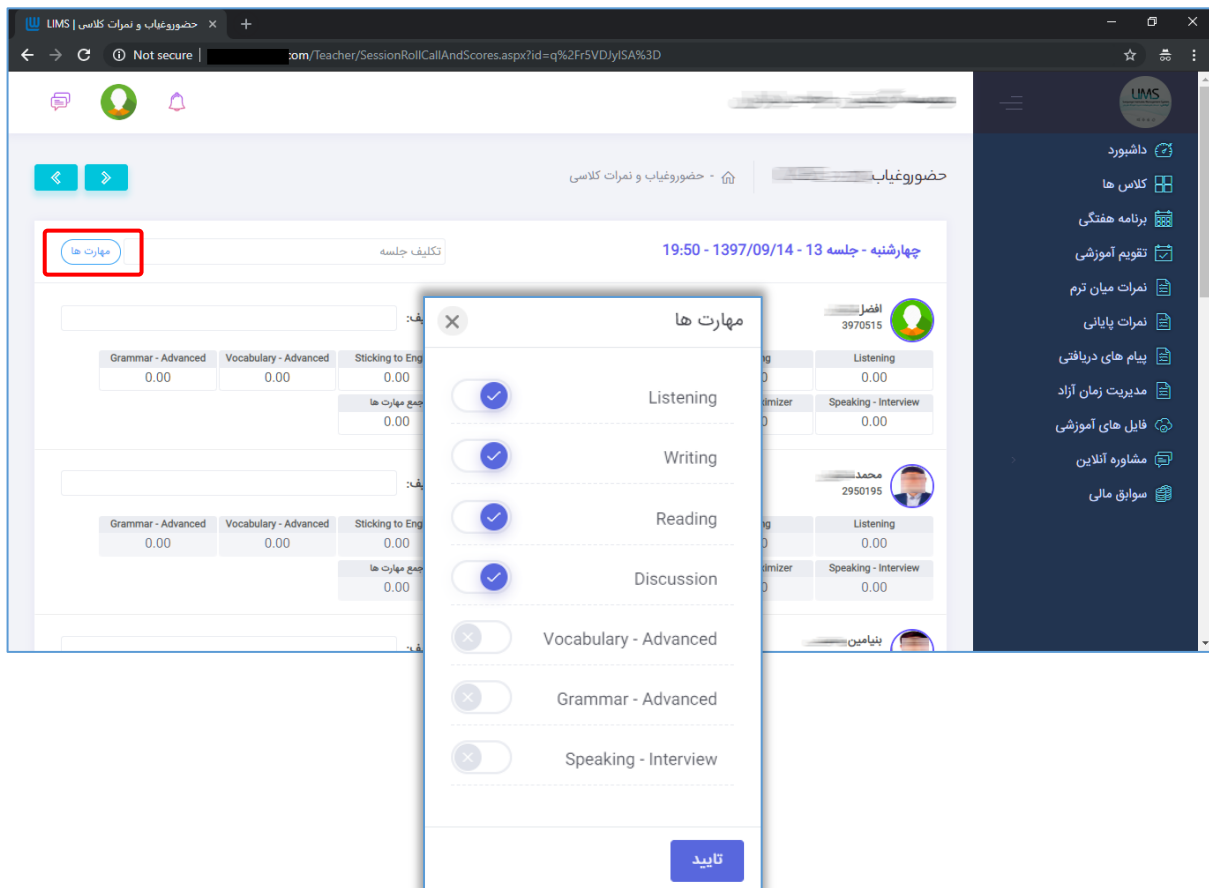 حضوروغیاب و نمرات کلاسی | LIMS
Not secure | com/Teacher/SessionRollCallAndScores.aspx?id=q%2Fr5VDJyISA%3D
LIMS
داشبورد
کلاس ها
برنامه هفتگی
تقویم آموزشی
نمرات میان ترم
نمرات پایانی
پیام های دریافتی
مدیریت زمان آزاد
فایل های آموزشی
مشاوره آنلاین
سوابق مالی
حضوروغیاب
- حضوروغیاب و نمرات کلاسی
چهارشنبه - جلسه 13 - 1397/09/14 - 19:50
تکلیف جلسه
مهارت ها
افضل
3970515
Listening
Vocabulary - Advanced
Grammar - Advanced
0.00
0.00
0.00
0.00
Speaking - Interview
جمع مهارت ها
0.00
0.00
محمد
2950195
Listening
Vocabulary - Advanced
Grammar - Advanced
0.00
0.00
0.00
0.00
Speaking - Interview
جمع مهارت ها
0.00
0.00
بنیامین
مهارت ها
Listening
Writing
Reading
Discussion
Vocabulary - Advanced
Grammar - Advanced
Speaking - Interview
تایید